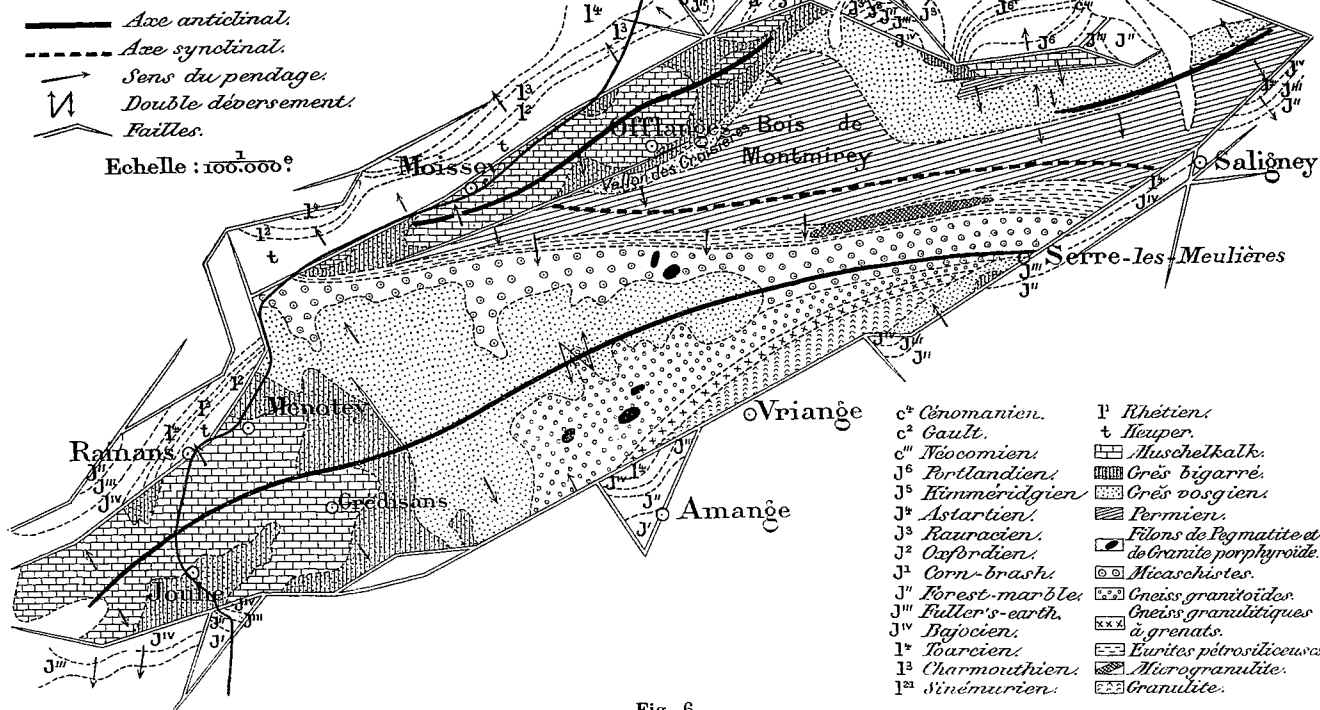 Axe anticlinal.
Axe synclinal.
Sens du pendage.
Double déversement.
Failles.
Echelle : 1/100.000e
Moissey
Offlanges
Vallon des Croisières
Bois de
Montmirey
Saligney
Serre-les-Meulières
Menotey
Rainans
Gredisans
Vriange
Amange
Jouhe
c4 Cénomanien.
c2 Gault.
c''' Néocomien.
J6 Portlandien.
J5 Kimméridgien
J4 Astartien.
J3 Rauracien.
J2 Oxfordien.
J1 Corn-brash.
J'' Forest-marble.
J''' Fuller's-earth.
JIV Bajocien.
l4 Toarcien.
l3 Charmouthien.
l21 Sinémurien.
l1 Rhétien.
t Keuper.
Muschelkalk.
Grès bigarré.
Grès vosgien.
Permien.
Filons de Pegmatite et
de Granite porphyroïde.
Micaschistes.
Gneiss granitoïdes.
Gneiss granulitiques
à grenats.
Eurites pétrosiliceuses
Microgranulite.
Granulite.
Fig. 6